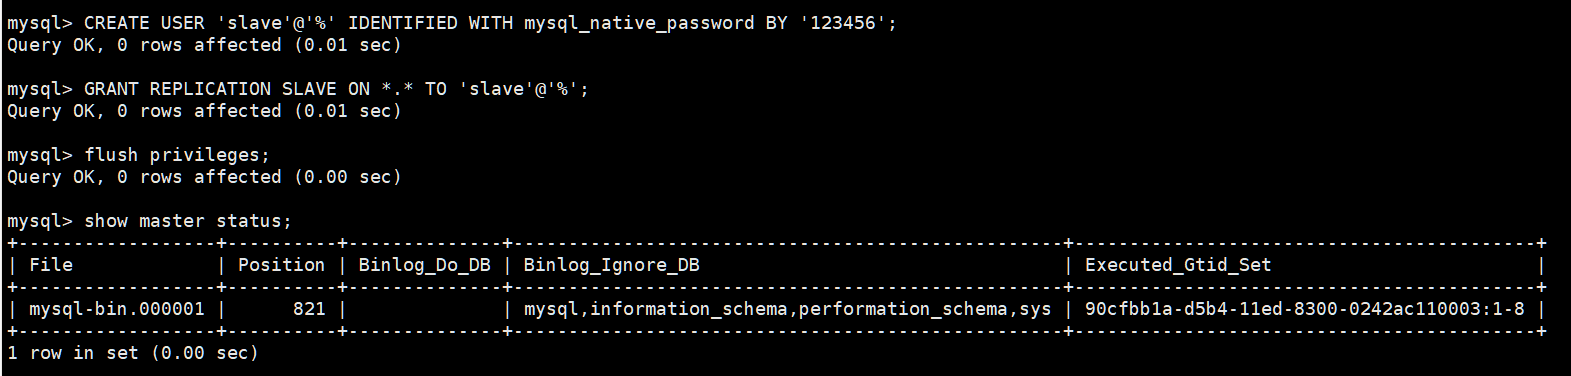 mysql> CREATE USER 'slave'@'%' IDENTIFIED WITH mysql_native_password BY '123456';
Query OK, 0 rows affected (0.01 sec)
mysql> GRANT REPLICATION SLAVE ON *.* TO 'slave'@'%';
Query OK, 0 rows affected (0.01 sec)
mysql> flush privileges;
Query OK, 0 rows affected (0.00 sec)
mysql> show master status;
+------------------+----------+--------------+--------------------------------------------------+------------------------------------------+
| File | Position | Binlog_Do_DB | Binlog_Ignore_DB | Executed_Gtid_Set |
+------------------+----------+--------------+--------------------------------------------------+------------------------------------------+
| mysql-bin.000001 | 821 | | mysql,information_schema,performation_schema,sys | 90cfbb1a-d5b4-11ed-8300-0242ac110003:1-8 |
+------------------+----------+--------------+--------------------------------------------------+------------------------------------------+
1 row in set (0.00 sec)